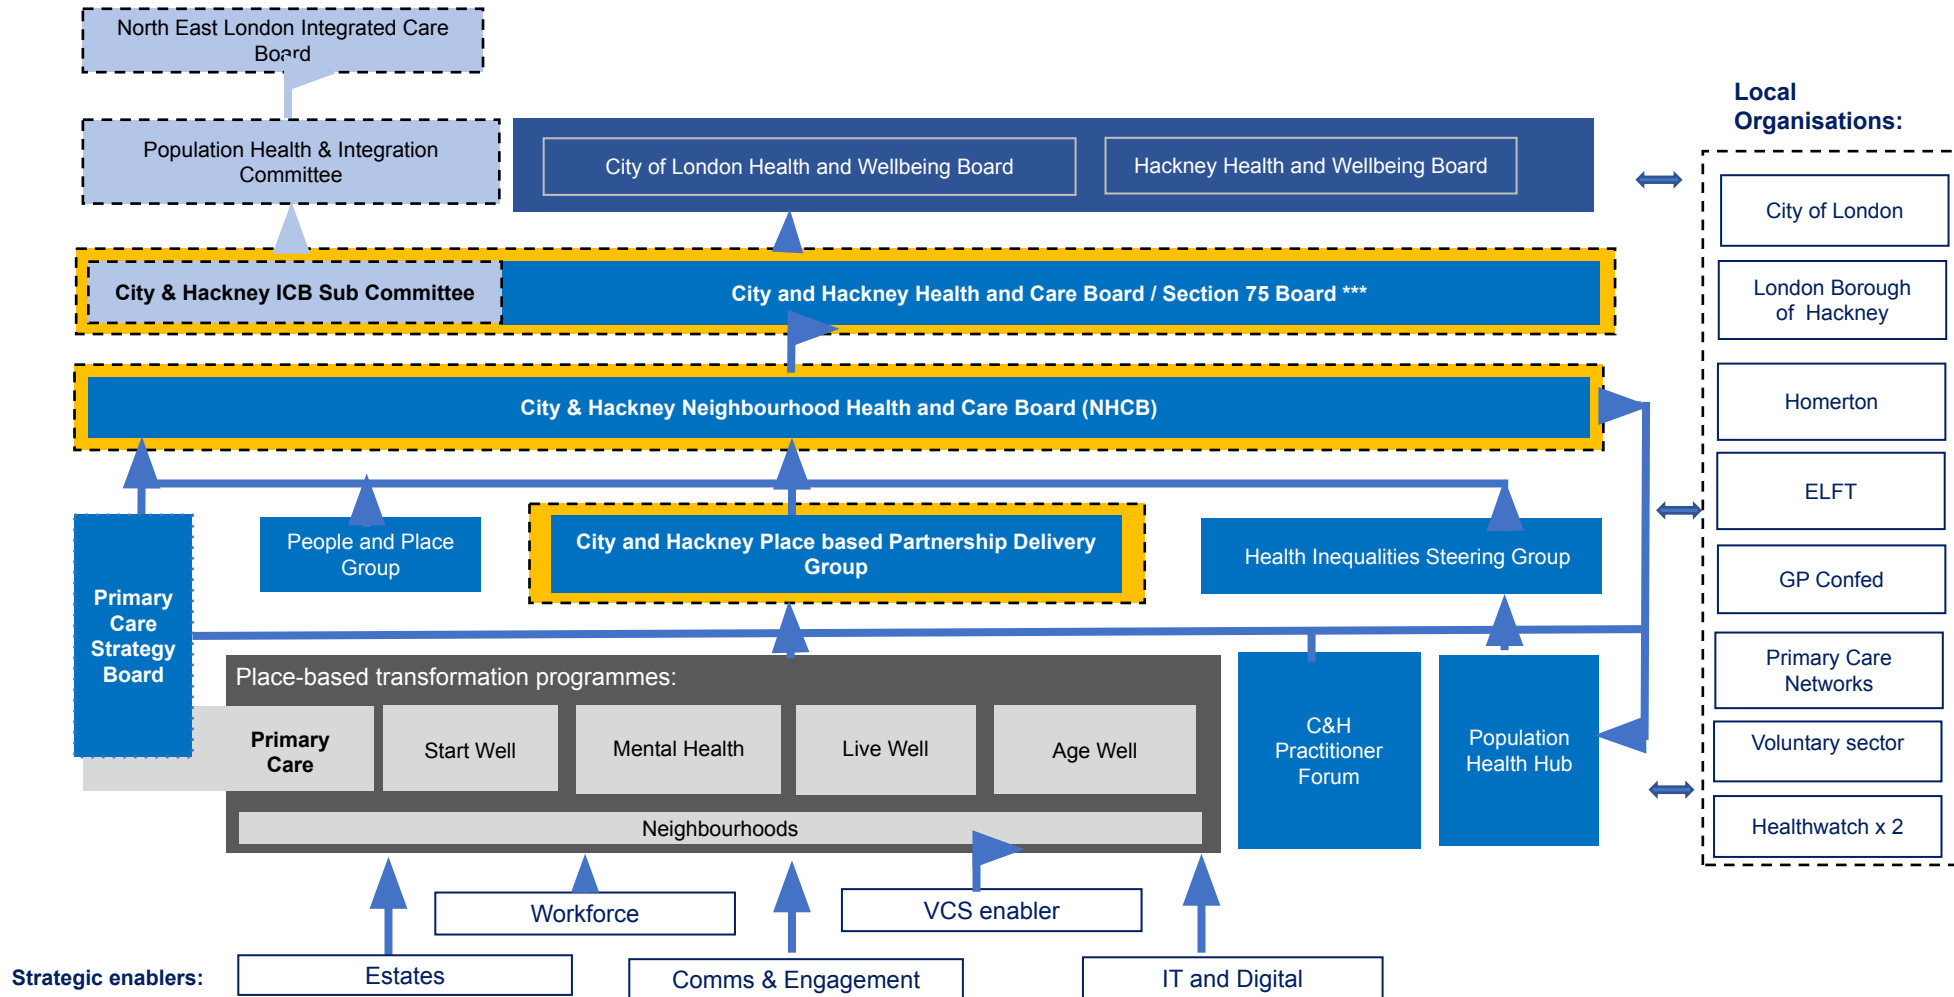 North East London Integrated Care
Board
Population Health & Integration
Committee
City of London Health and Wellbeing Board
Hackney Health and Wellbeing Board
City & Hackney ICB Sub Committee
City and Hackney Health and Care Board / Section 75 Board ***
City & Hackney Neighbourhood Health and Care Board (NHCB)
People and Place
Group
City and Hackney Place based Partnership Delivery
Group
Health Inequalities Steering Group
Primary
Care
Strategy
Board
Place-based transformation programmes:
Primary
Care
Start Well
Mental Health
Live Well
Age Well
Neighbourhoods
C&H
Practitioner
Forum
Population
Health Hub
Workforce
VCS enabler
Strategic enablers:
Estates
Comms & Engagement
IT and Digital
Local
Organisations:
City of London
London Borough
of Hackney
Homerton
ELFT
GP Confed
Primary Care
Networks
Voluntary sector
Healthwatch x 2